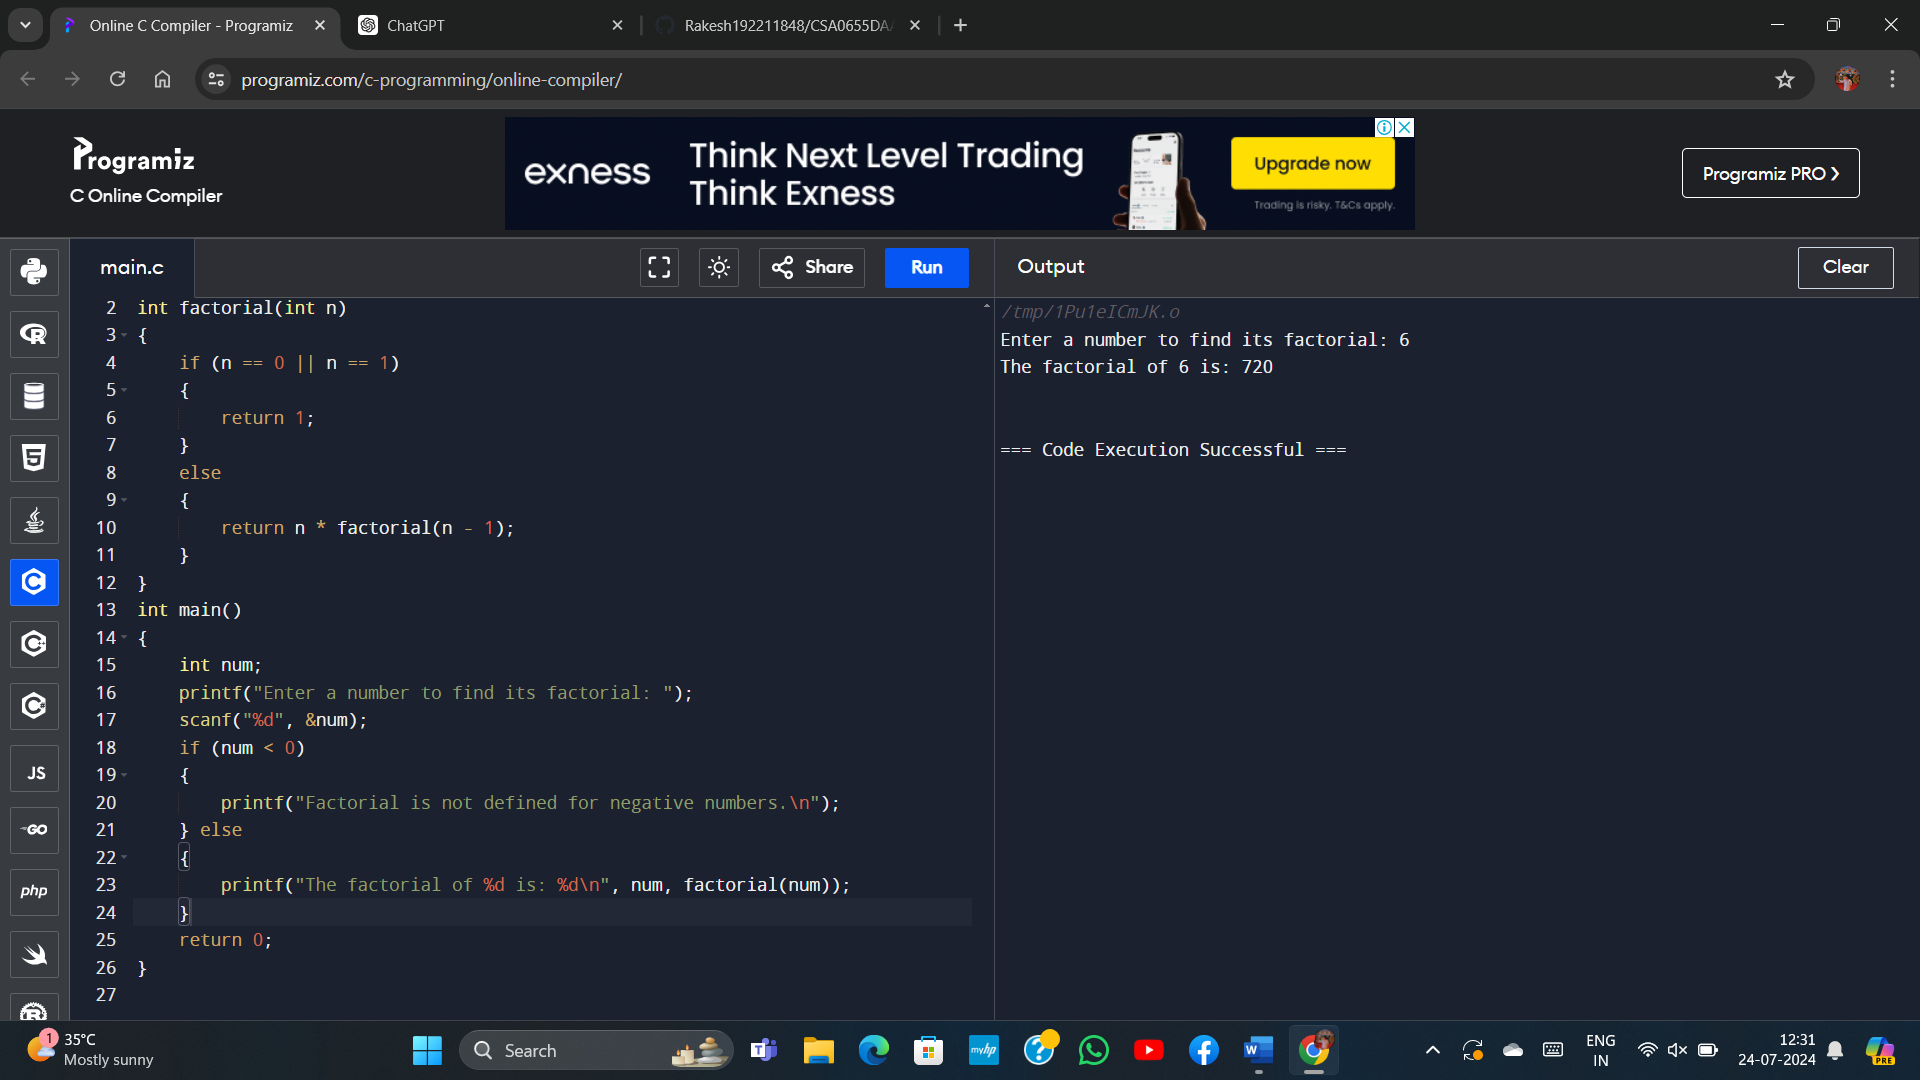 Online C Compiler - Programiz
ChatGPT
Rakesh192211848/CSA0655DA
programiz.com/c-programming/online-compiler/
Programiz
C Online Compiler
exness
Think Next Level Trading
Think Exness
Upgrade now
Trading is risky. T&Cs apply.
Programiz PRO
main.c
Share
Run
Output
Clear
2 int factorial(int n)
3 {
4     if (n == 0 || n == 1)
5     {
6         return 1;
7     }
8     else
9     {
10         return n * factorial(n - 1);
11     }
12 }
13 int main()
14 {
15     int num;
16     printf("Enter a number to find its factorial: ");
17     scanf("%d", &num);
18     if (num < 0)
19     {
20         printf("Factorial is not defined for negative numbers.\n");
21     } else
22     {
23         printf("The factorial of %d is: %d\n", num, factorial(num));
24     }
25     return 0;
26 }
27
/tmp/1Pu1eICmJK.o
Enter a number to find its factorial: 6
The factorial of 6 is: 720
=== Code Execution Successful ===
JS
GO
php
1
35°C
Mostly sunny
Search
myhp
ENG
IN
12:31
24-07-2024
PRE